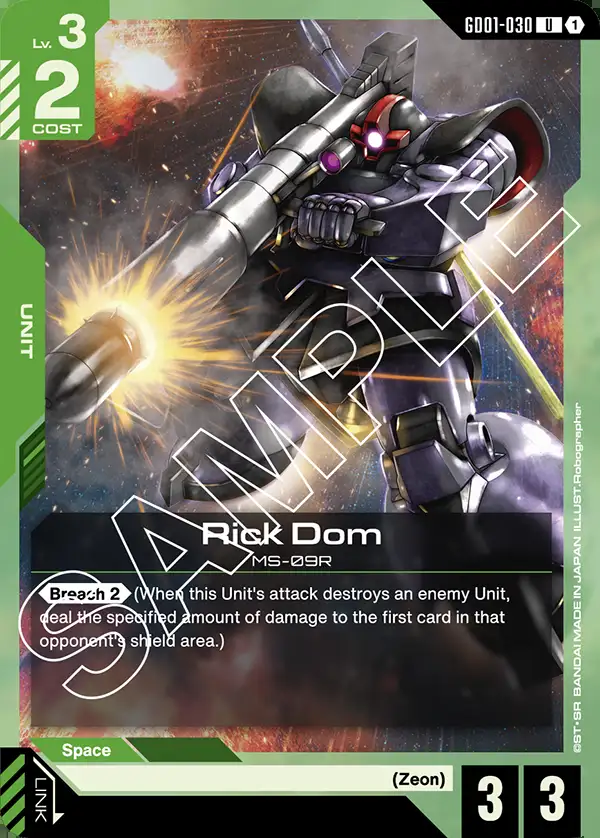 GD01-030 U 1
Lv. 3
2
COST
UNIT
SAMPLE
Rick Dom
MS-09R
Breach 2 (When this Unit's attack destroys an enemy Unit,
deal the specified amount of damage to the first card in that
opponent's shield area.)
©ST・SR BANDAI MADE IN JAPAN ILLUST.Robographer
Space
LINK
(Zeon)
3 3